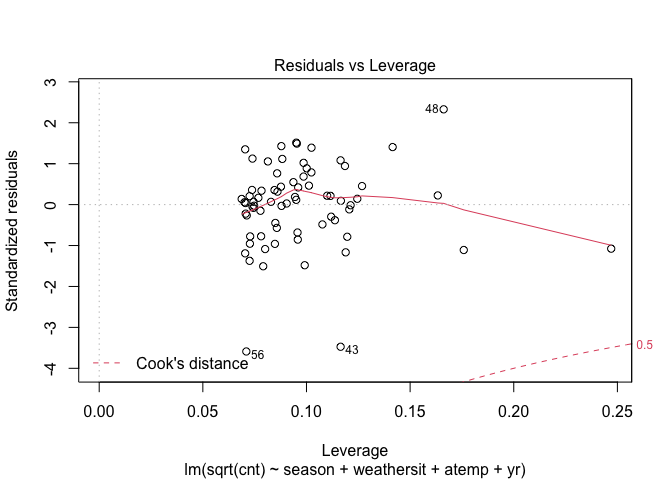 Residuals vs Leverage
Standardized residuals
3
2
1
0
-1
-2
-3
-4
48
56
43
Cook's distance
0.5
0.00 0.05 0.10 0.15 0.20 0.25
Leverage
lm(sqrt(cnt) ~ season + weathersit + atemp + yr)